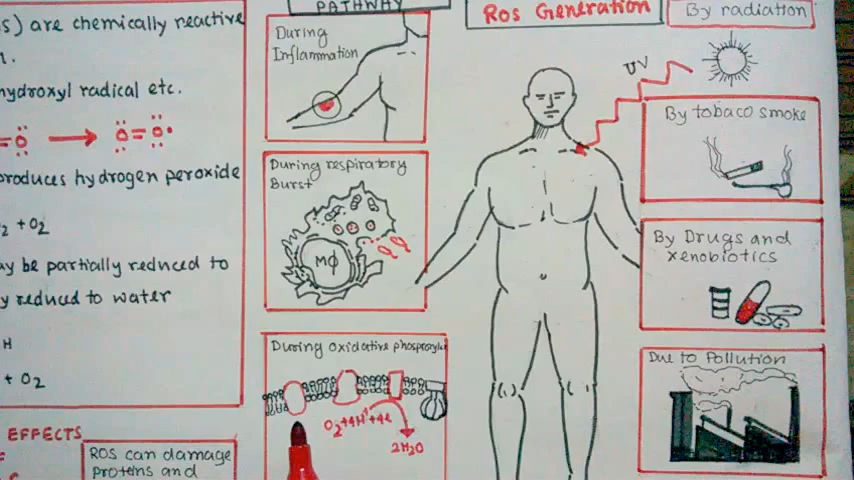 s) are chemically reactive
hydroxyl radical etc.
=O → O=O•
produces hydrogen peroxide
2 + O2
ay be partially reduced to
y reduced to water
H
+ O2
EFFECTS
ROS can damage
proteins and
PATHWAY
During
Inflammation
During respiratory
Burst
MΦ
During oxidative phosphoryla
O2+4H++4e
2H2O
ROS Generation
UV
By radiation
By tobaco smoke
By Drugs and
xenobiotics
Due to Pollution